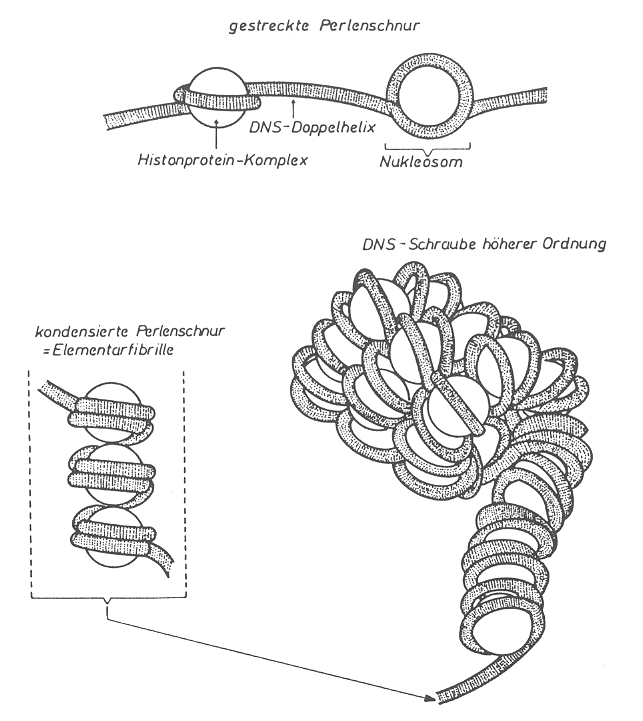 gestreckte Perlenschnur
DNS-Doppelhelix
Histonprotein-Komplex
Nukleosom
DNS-Schraube höherer Ordnung
kondensierte Perlenschnur
=Elementarfibrille